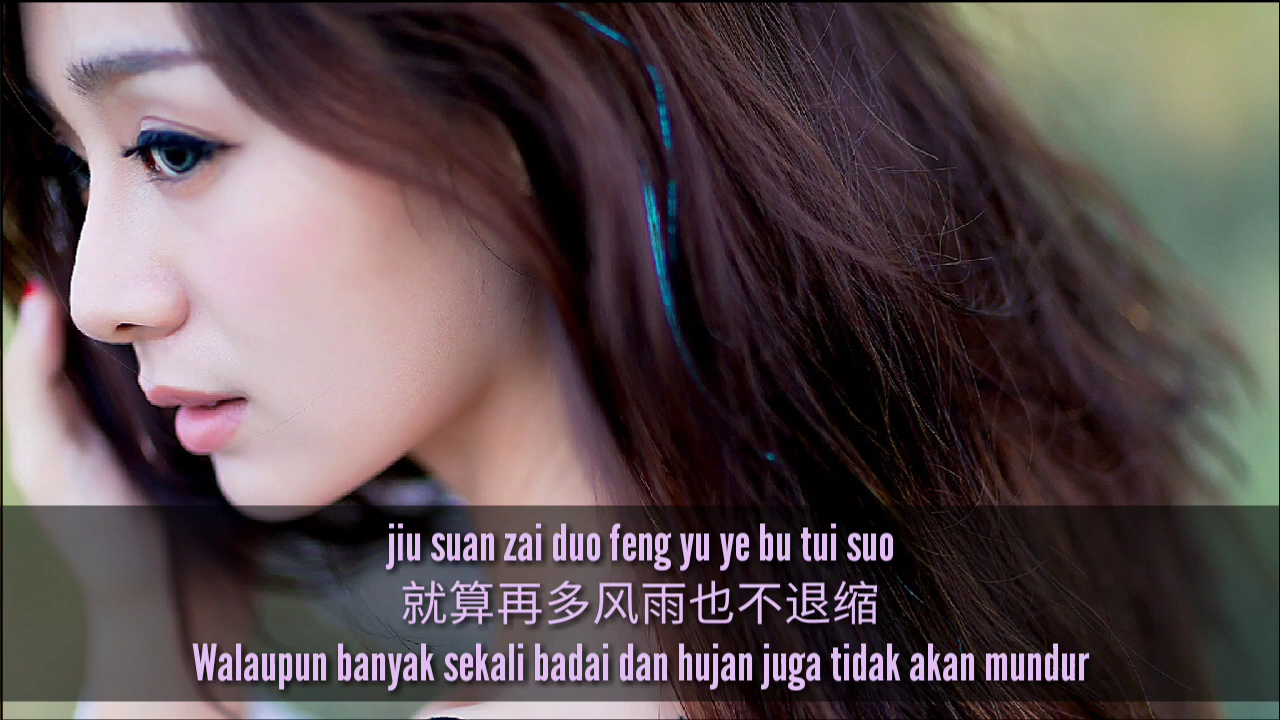 jiu suan zai duo feng yu ye bu tui suo
就算再多风雨也不退缩
Walaupun banyak sekali badai dan hujan juga tidak akan mundur